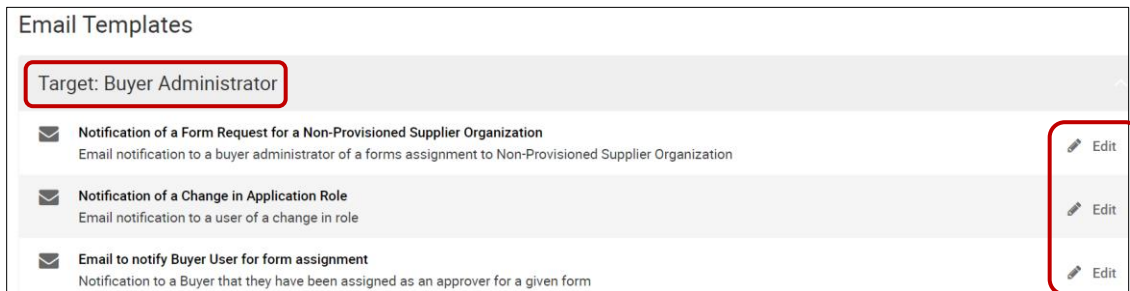 Email Templates
Target: Buyer Administrator
Notification of a Form Request for a Non-Provisioned Supplier Organization
Email notification to a buyer administrator of a forms assignment to Non-Provisioned Supplier Organization
Edit
Notification of a Change in Application Role
Email notification to a user of a change in role
Edit
Email to notify Buyer User for form assignment
Notification to a Buyer that they have been assigned as an approver for a given form
Edit